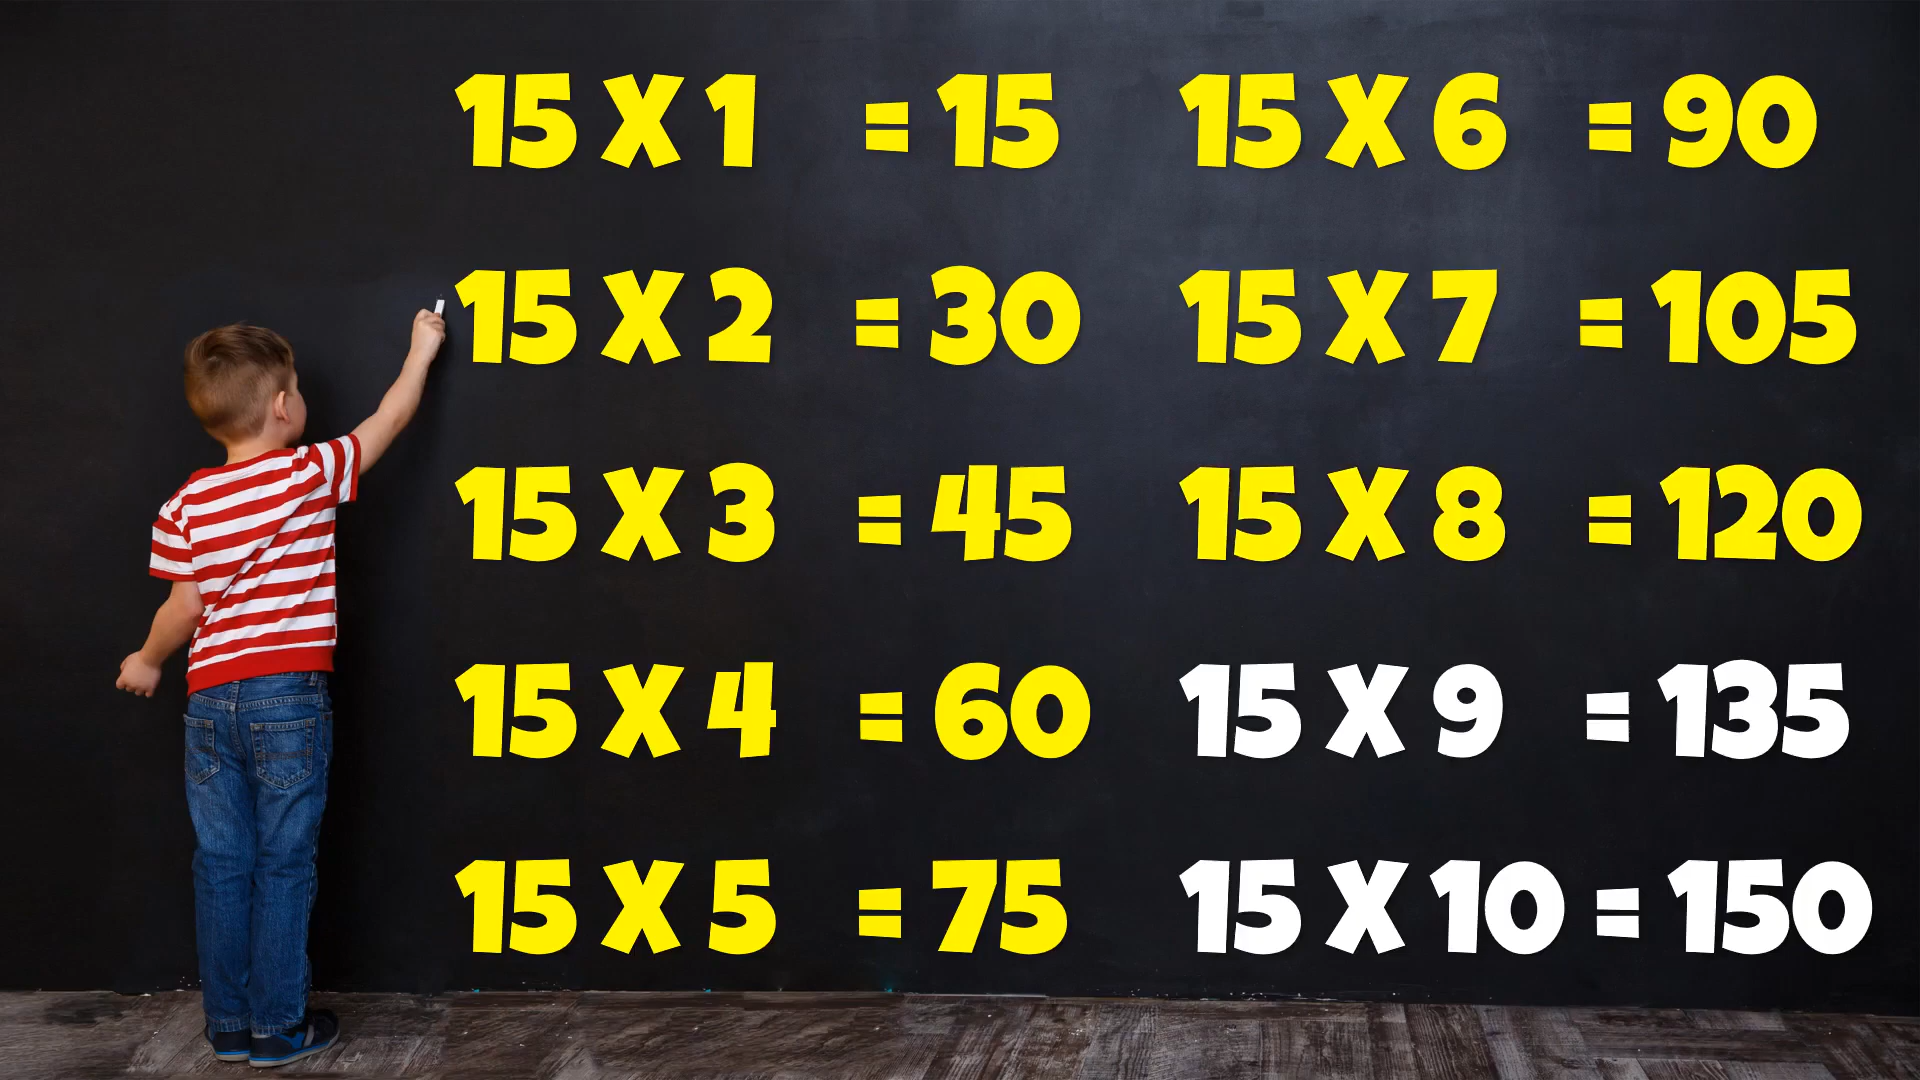 15 X 1 = 15
15 X 2 = 30
15 X 3 = 45
15 X 4 = 60
15 X 5 = 75
15 X 6 = 90
15 X 7 = 105
15 X 8 = 120
15 X 9 = 135
15 X 10 = 150